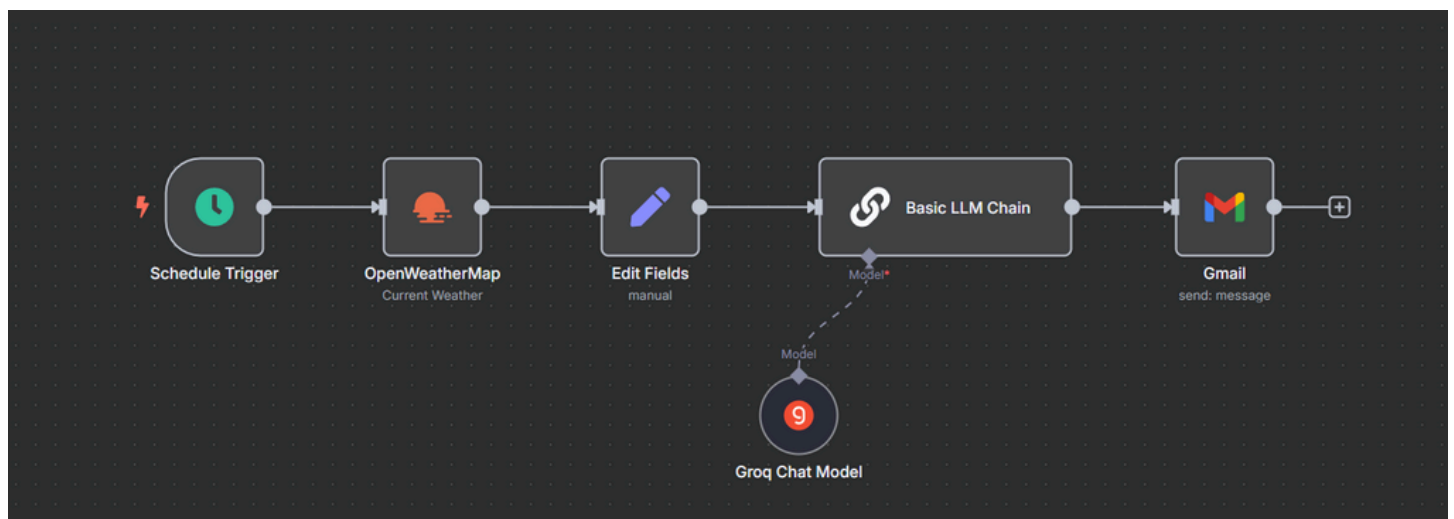 Basic LLM Chain
Schedule Trigger
OpenWeatherMap
Current Weather
Edit Fields
manual
Model*
Gmail
send: message
Model
Groq Chat Model